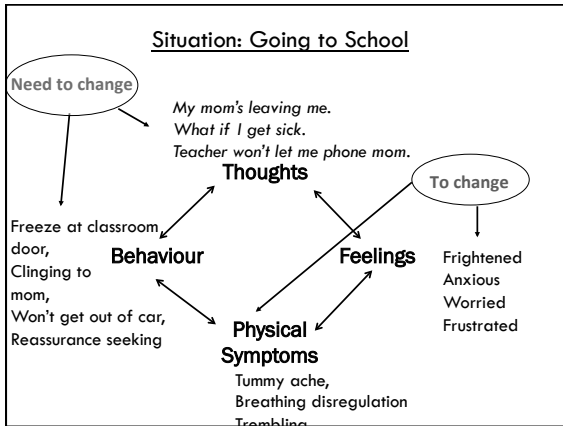 Situation: Going to School
Need to change
My mom's leaving me.
What if I get sick.
Teacher won't let me phone mom.
Thoughts
To change
Freeze at classroom
door,
Clinging to
mom,
Won't get out of car,
Reassurance seeking
Behaviour
Feelings
Frightened
Anxious
Worried
Frustrated
Physical
Symptoms
Tummy ache,
Breathing disregulation
Trembling